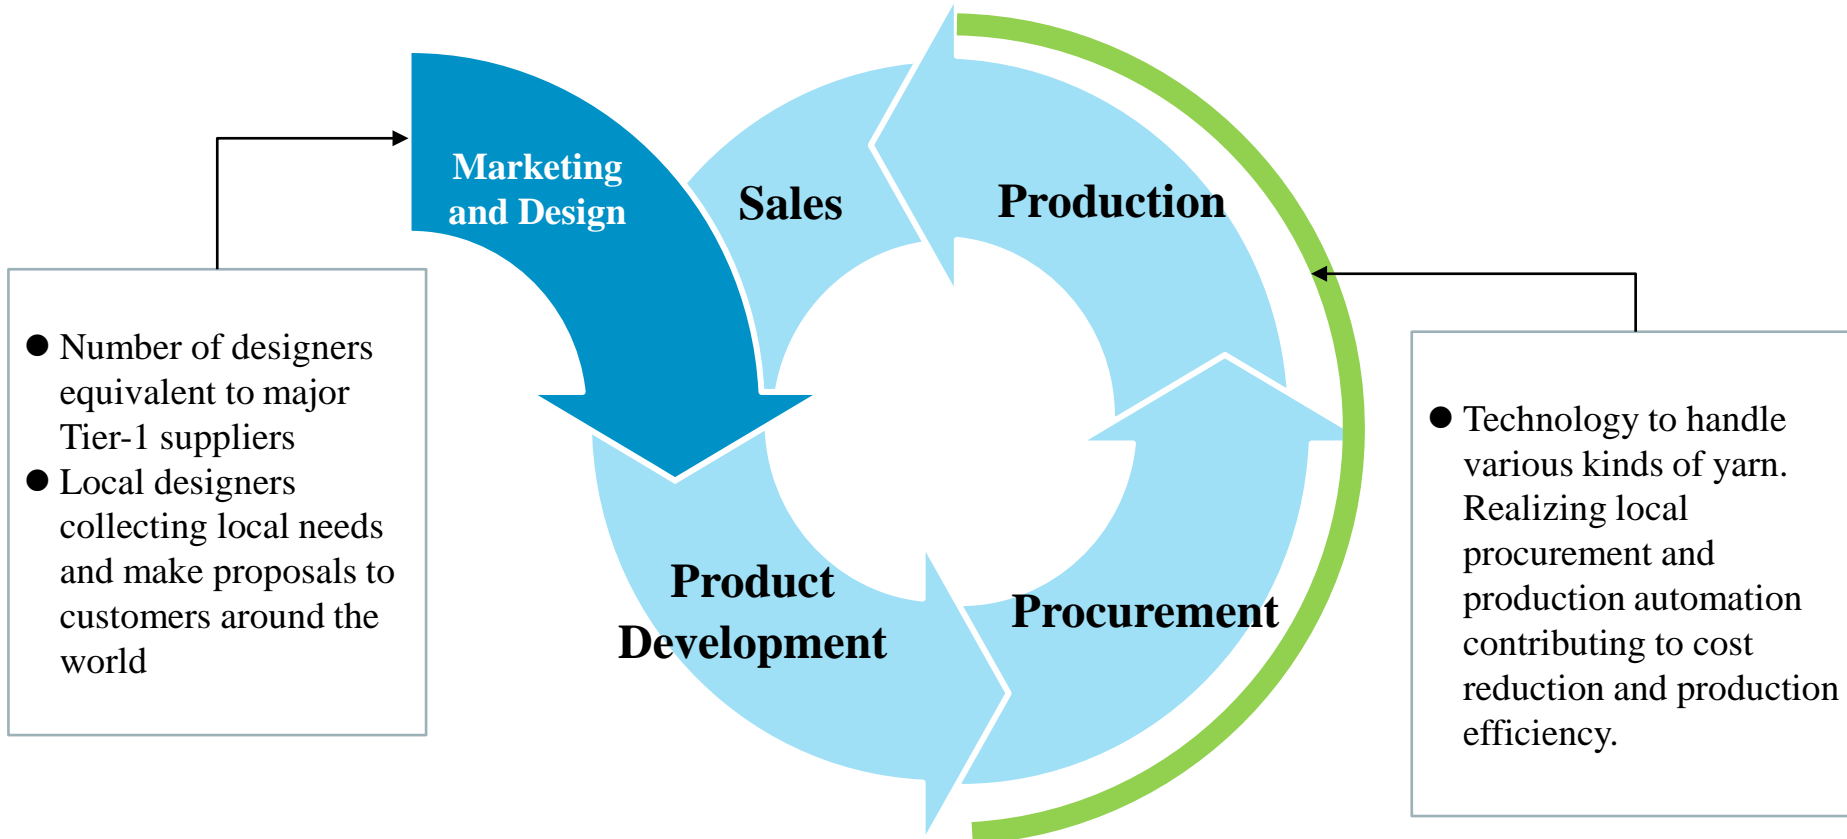 Marketing
and Design
Sales
Production
Product
Development
Procurement
● Number of designers
equivalent to major
Tier-1 suppliers
● Local designers
collecting local needs
and make proposals to
customers around the
world
● Technology to handle
various kinds of yarn.
Realizing local
procurement and
production automation
contributing to cost
reduction and production
efficiency.